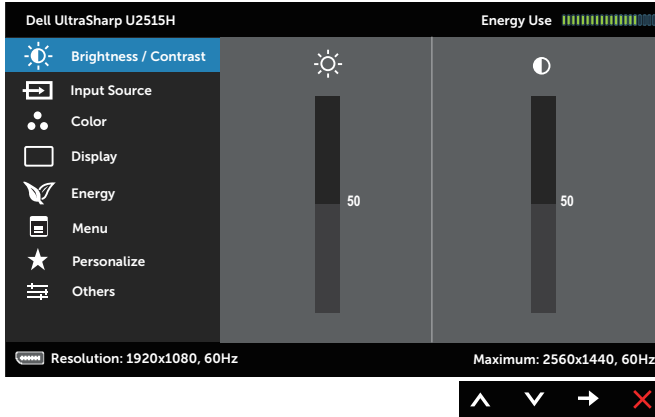 Dell UltraSharp U2515H
Energy Use
Brightness / Contrast
Input Source
Color
Display
Energy
Menu
Personalize
Others
50
50
Resolution: 1920x1080, 60Hz
Maximum: 2560x1440, 60Hz